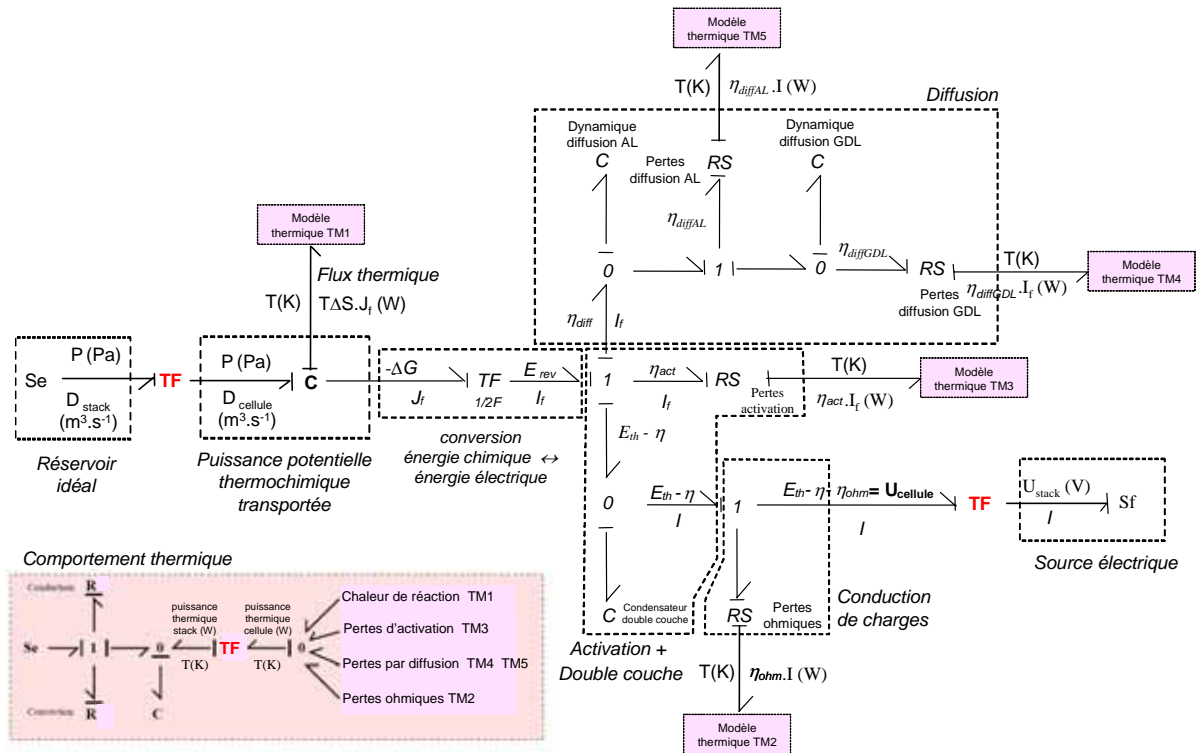 Modèle
thermique TM5
T(K)
η_diffAL.I (W)
Diffusion
Dynamique
diffusion AL
C
Pertes
diffusion AL
RS
Dynamique
diffusion GDL
C
η_diffAL
0
1
0
η_diffGDL
RS
Pertes
diffusion GDL
T(K)
η_diffGDL.I_f (W)
Modèle
thermique TM4
Modèle
thermique TM1
Flux thermique
T(K)
TΔS.J_f (W)
η_diff
I_f
Se
P (Pa)
D_stack
(m³.s⁻¹)
TF
P (Pa)
D_cellule
(m³.s⁻¹)
C
-ΔG
J_f
TF
1/2F
E_rev
I_f
1
η_act
I_f
RS
Pertes
activation
T(K)
η_act.I_f (W)
Modèle
thermique TM3
Réservoir
idéal
Puissance potentielle
thermochimique
transportée
conversion
énergie chimique ↔
énergie électrique
E_th - η
0
E_th - η
I
1
E_th - η - η_ohm= U_cellule
I
TF
U_stack (V)
I
Sf
Source électrique
C
Condensateur
double couche
RS
Pertes
ohmiques
Conduction
de charges
Activation +
Double couche
T(K)
η_ohm.I (W)
Modèle
thermique TM2
Comportement thermique
Conduction
R
Se
1
0
puissance
thermique
stack (W)
T(K)
TF
puissance
thermique
cellule (W)
T(K)
0
Chaleur de réaction TM1
Pertes d'activation TM3
Pertes par diffusion TM4 TM5
Pertes ohmiques TM2
Convection
R
C